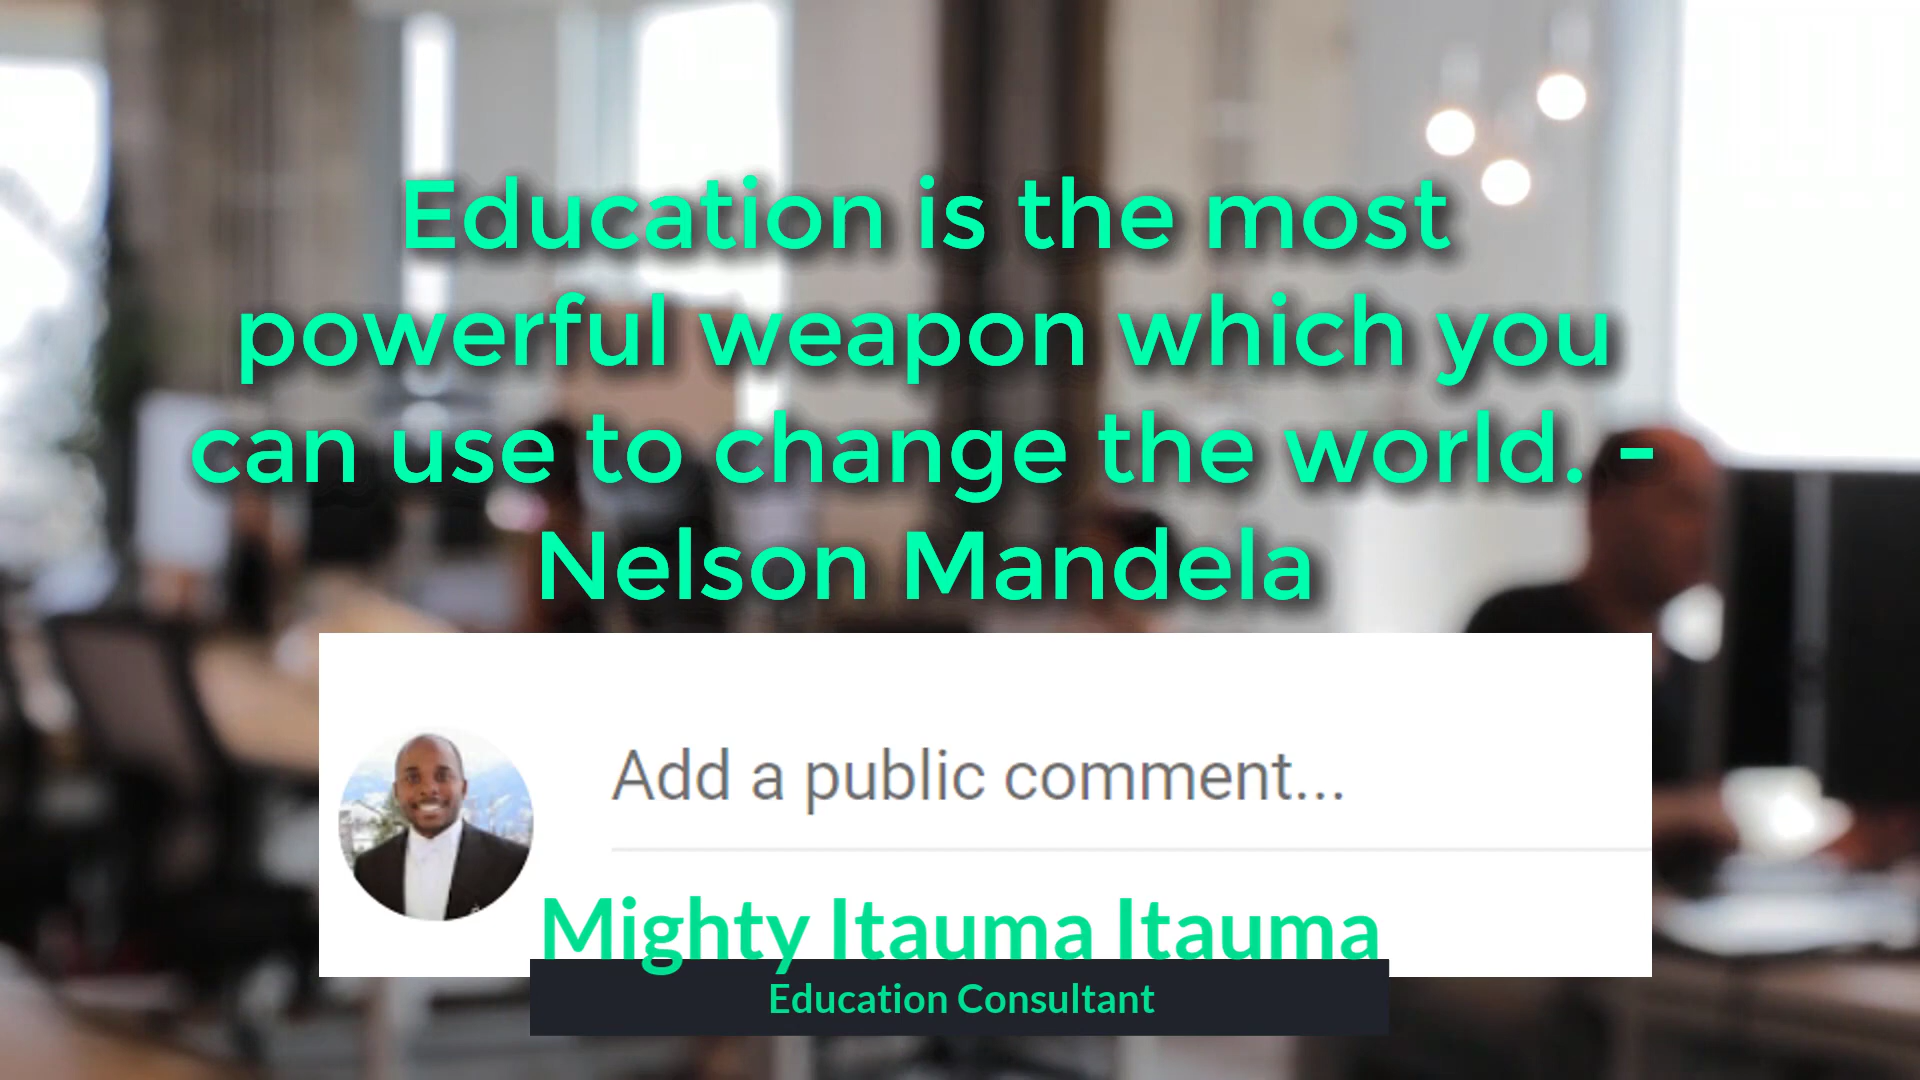 Education is the most
powerful weapon which you
can use to change the world. -
Nelson Mandela
Add a public comment...
Mighty Itauma Itauma
Education Consultant